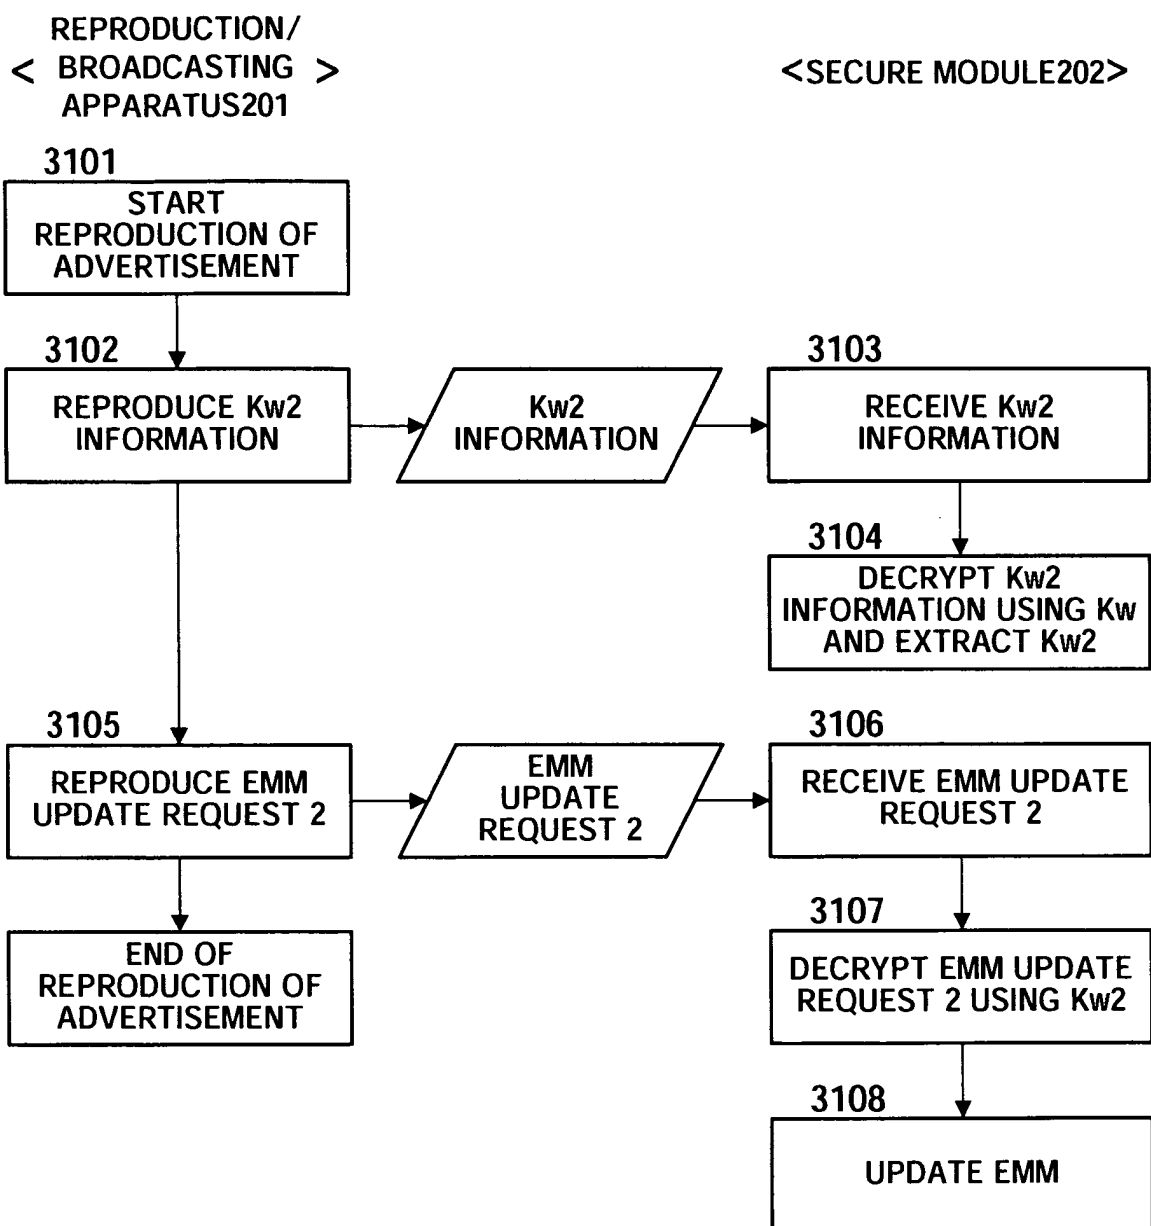 REPRODUCTION/
< BROADCASTING >
APPARATUS201
<SECURE MODULE202>
3101
START
REPRODUCTION OF
ADVERTISEMENT
3102
REPRODUCE Kw2
INFORMATION
Kw2
INFORMATION
3103
RECEIVE Kw2
INFORMATION
3104
DECRYPT Kw2
INFORMATION USING Kw
AND EXTRACT Kw2
3105
REPRODUCE EMM
UPDATE REQUEST 2
EMM
UPDATE
REQUEST 2
3106
RECEIVE EMM UPDATE
REQUEST 2
END OF
REPRODUCTION OF
ADVERTISEMENT
3107
DECRYPT EMM UPDATE
REQUEST 2 USING Kw2
3108
UPDATE EMM